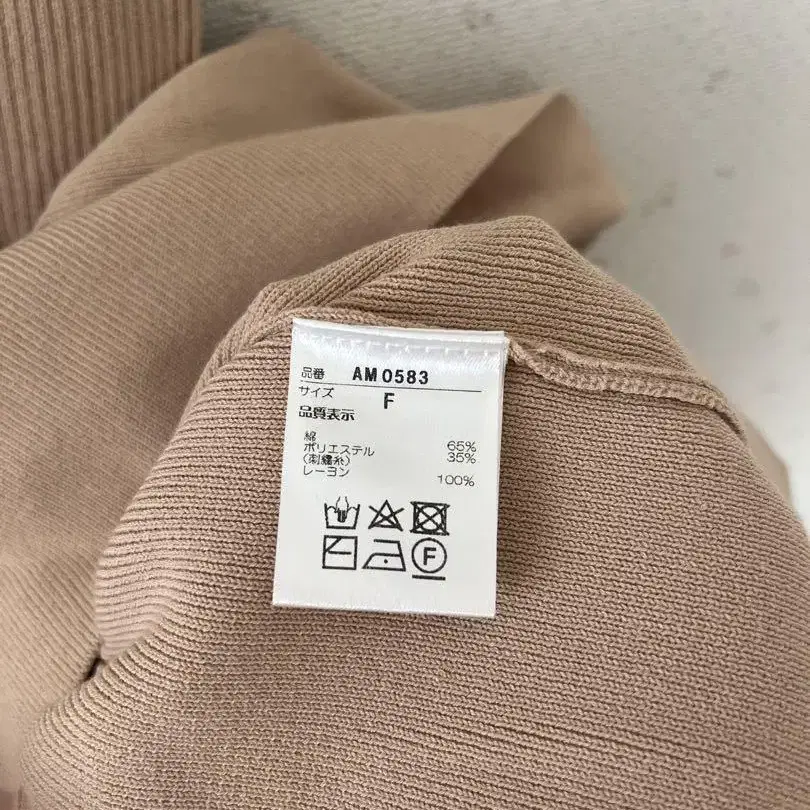 品番 AM0583
サイズ F
品質表示
綿 65%
ポリエステル 35%
(刺繍糸)
レーヨン 100%
F